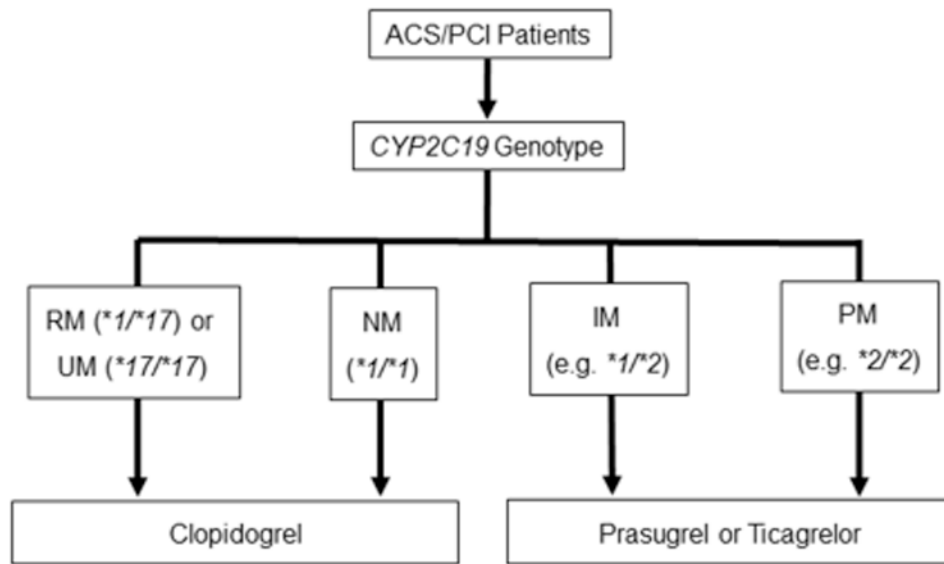 ACS/PCI Patients
CYP2C19 Genotype
RM (*1/*17) or
UM (*17/*17)
NM
(*1/*1)
IM
(e.g. *1/*2)
PM
(e.g. *2/*2)
Clopidogrel
Prasugrel or Ticagrelor